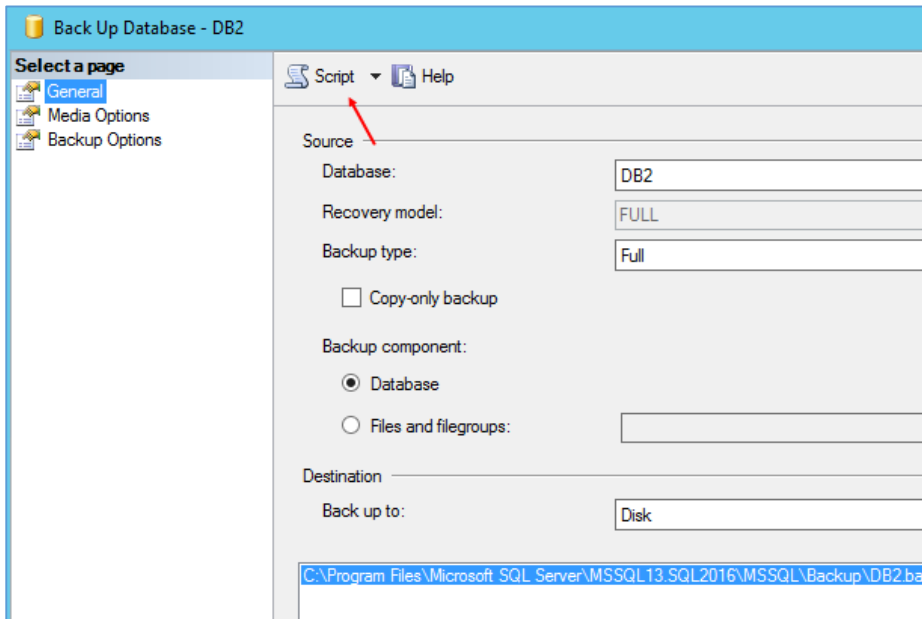 Back Up Database - DB2
Select a page
General
Media Options
Backup Options
Script Help
Source
Database: DB2
Recovery model: FULL
Backup type: Full
Copy-only backup
Backup component:
Database
Files and filegroups:
Destination
Back up to: Disk
C:\Program Files\Microsoft SQL Server\MSSQL13.SQL2016\MSSQL\Backup\DB2.ba